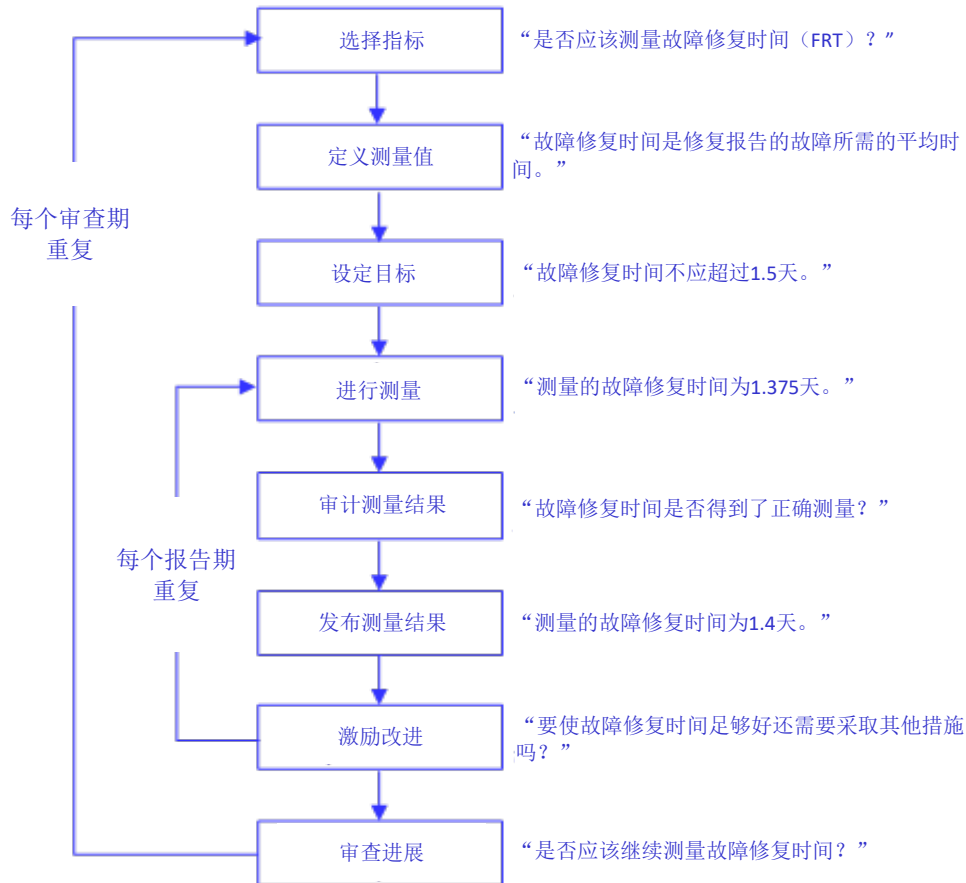 选择指标
“是否应该测量故障修复时间（FRT）？”
定义测量值
“故障修复时间是修复报告的故障所需的平均时
间。”
每个审查期
重复
设定目标
“故障修复时间不应超过1.5天。”
进行测量
“测量的故障修复时间为1.375天。”
审计测量结果
“故障修复时间是否得到了正确测量？”
每个报告期
重复
发布测量结果
“测量的故障修复时间为1.4天。”
激励改进
“要使故障修复时间足够好还需要采取其他措施
吗？”
审查进展
“是否应该继续测量故障修复时间？”